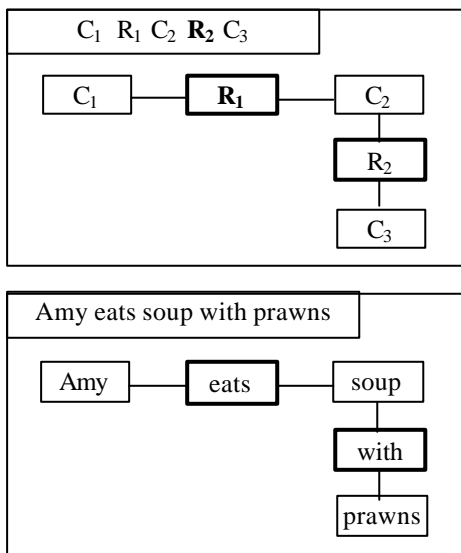 C₁ R₁ C₂ R₂ C₃
C₁ R₁ C₂
R₂
C₃
Amy eats soup with prawns
Amy eats soup
with
prawns